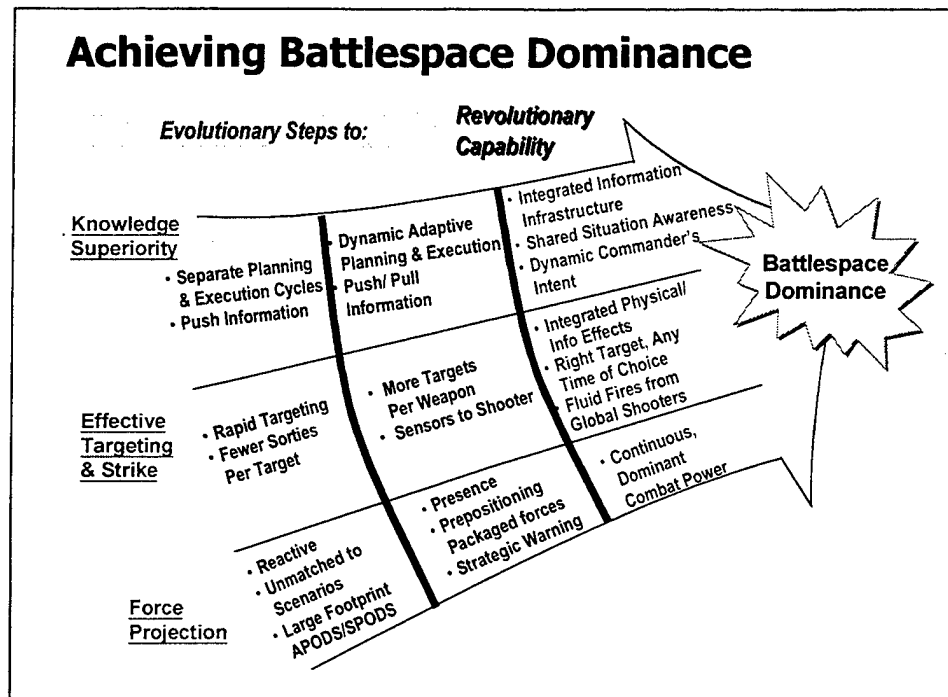 Achieving Battlespace Dominance
Evolutionary Steps to:
Revolutionary
Capability
Knowledge
Superiority
• Separate Planning
& Execution Cycles
• Push Information
• Dynamic Adaptive
Planning & Execution
• Push/ Pull
Information
• Integrated Information
Infrastructure
• Shared Situation Awareness
• Dynamic Commander's
Intent
Battlespace
Dominance
Effective
Targeting
& Strike
• Rapid Targeting
• Fewer Sorties
Per Target
• More Targets
Per Weapon
• Sensors to Shooter
• Integrated Physical/
Info Effects
• Right Target, Any
Time of Choice
• Fluid Fires from
Global Shooters
Force
Projection
• Reactive
• Unmatched to
Scenarios
• Large Footprint
APODS/SPODS
• Presence
• Prepositioning
Packaged forces
• Strategic Warning
• Continuous,
Dominant
Combat Power